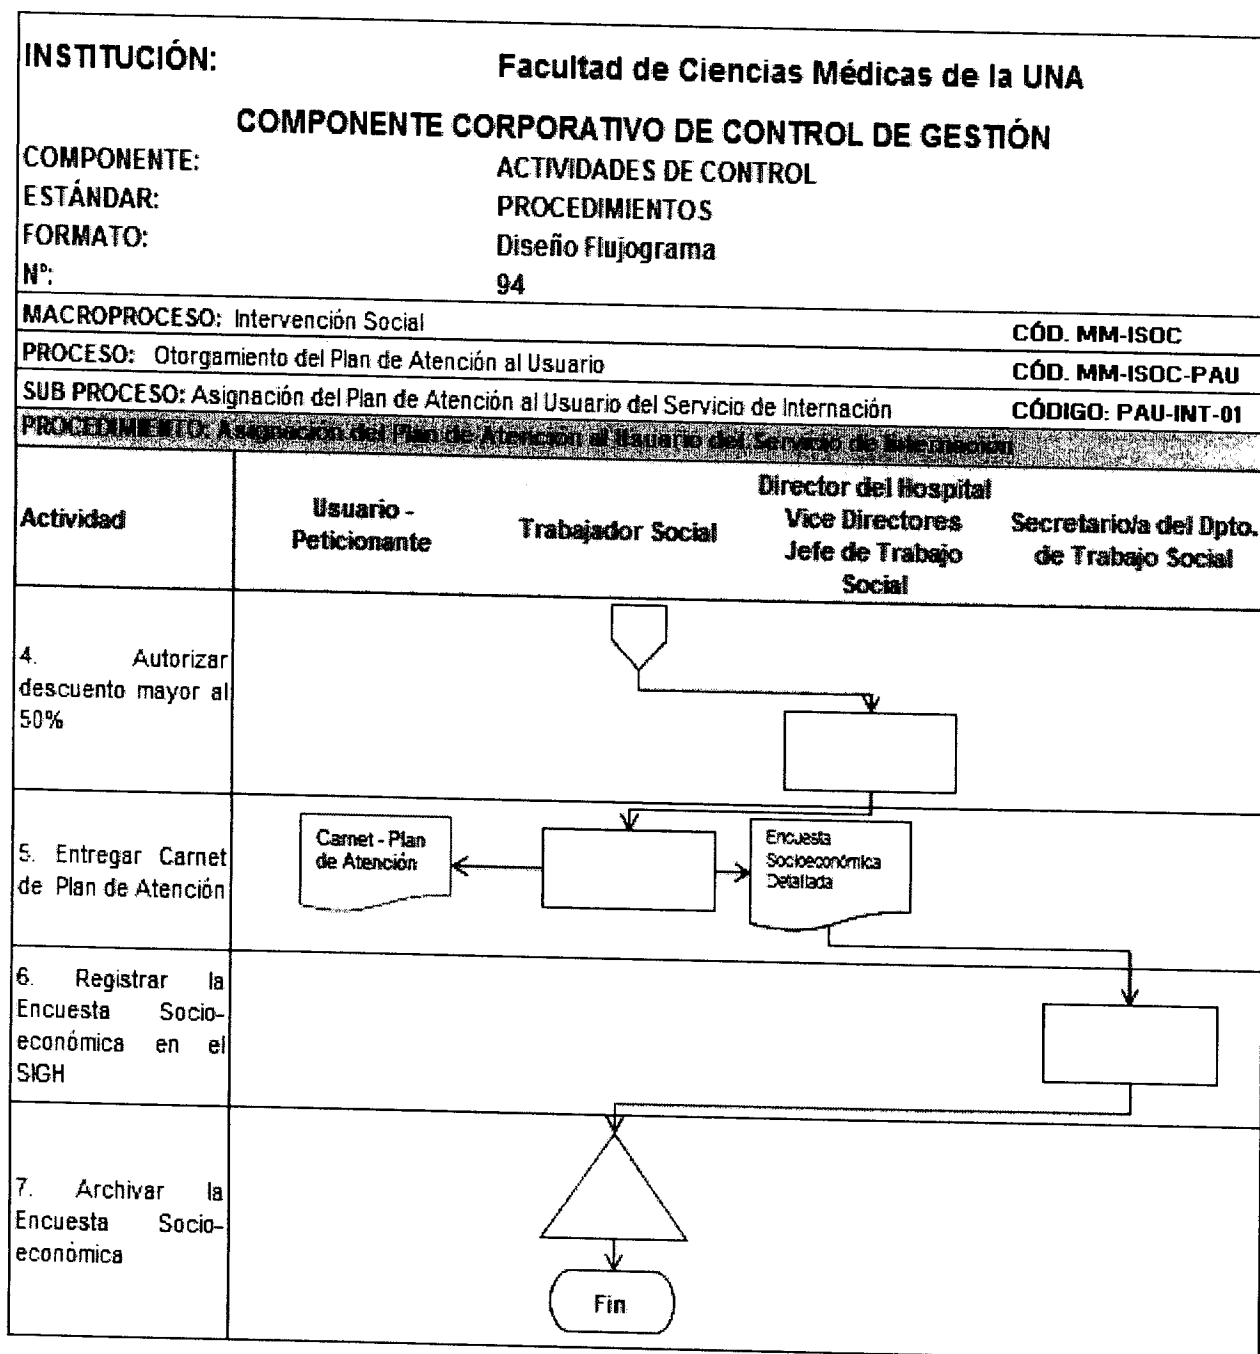 INSTITUCIÓN: Facultad de Ciencias Médicas de la UNA
COMPONENTE CORPORATIVO DE CONTROL DE GESTIÓN
COMPONENTE: ACTIVIDADES DE CONTROL
ESTÁNDAR: PROCEDIMIENTOS
FORMATO: Diseño Flujograma
Nº: 94
MACROPROCESO: Intervención Social CÓD. MM-ISOC
PROCESO: Otorgamiento del Plan de Atención al Usuario CÓD. MM-ISOC-PAU
SUB PROCESO: Asignación del Plan de Atención al Usuario del Servicio de Internación CÓDIGO: PAU-INT-01
PROCEDIMIENTO: Asignación del Plan de Atención al Usuario del Servicio de Internación
Actividad
Usuario -
Peticionante
Trabajador Social
Director del Hospital
Vice Directores
Jefe de Trabajo
Social
Secretario/a del Dpto.
de Trabajo Social
4. Autorizar
descuento mayor al
50%
5. Entregar Carnet
de Plan de Atención
Carnet - Plan
de Atención
Encuesta
Socioeconómica
Detallada
6. Registrar la
Encuesta Socio-
económica en el
SIGH
7. Archivar la
Encuesta Socio-
económica
Fin